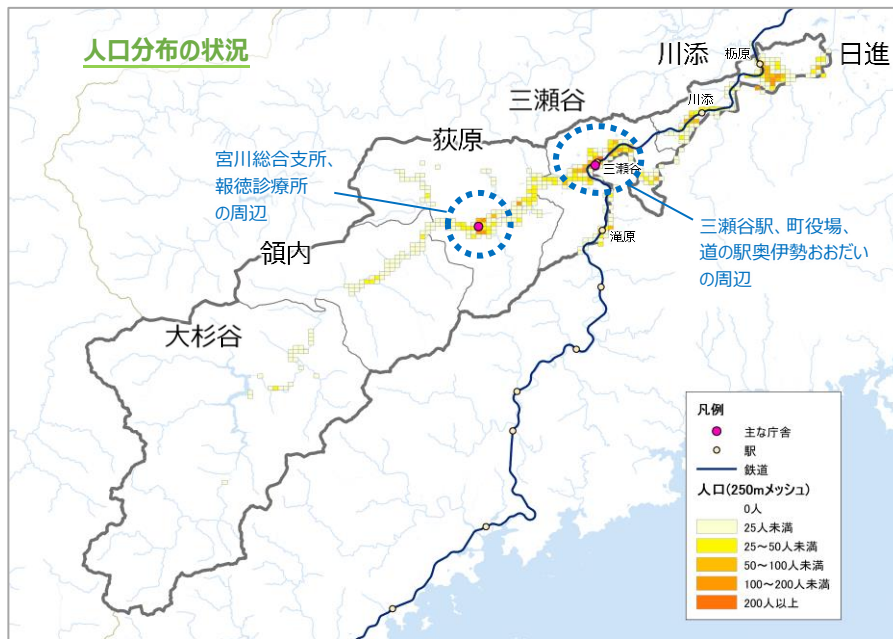 人口分布の状況
川添
栃原
日進
三瀬谷
川添
荻原
宮川総合支所、
報徳診療所
の周辺
三瀬谷
三瀬谷駅、町役場、
道の駅奥伊勢おおだい
の周辺
滝原
領内
大杉谷
凡例
主な庁舎
駅
鉄道
人口(250mメッシュ)
0人
25人未満
25～50人未満
50～100人未満
100～200人未満
200人以上